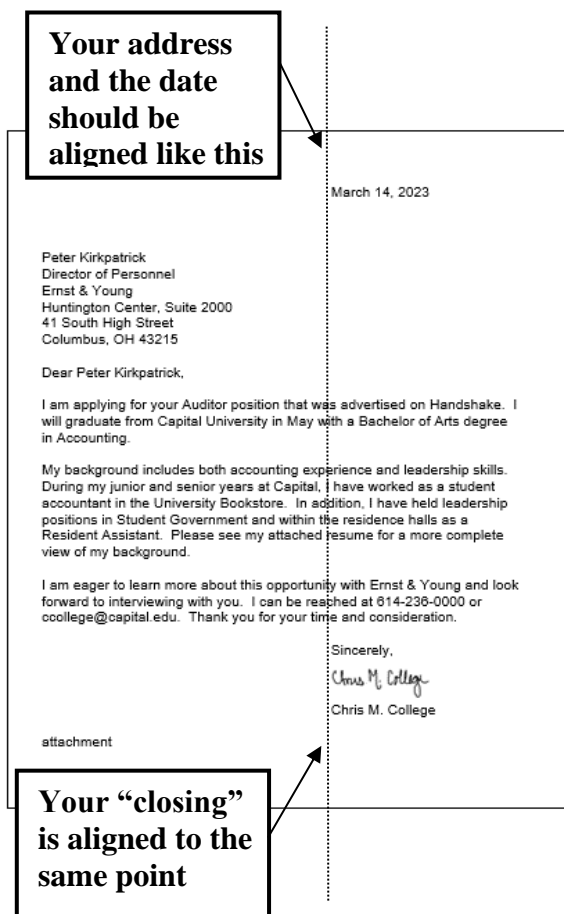 Your address
and the date
should be
aligned like this
March 14, 2023
Peter Kirkpatrick
Director of Personnel
Ernst & Young
Huntington Center, Suite 2000
41 South High Street
Columbus, OH 43215
Dear Peter Kirkpatrick,
I am applying for your Auditor position that was advertised on Handshake.  I
will graduate from Capital University in May with a Bachelor of Arts degree
in Accounting.
My background includes both accounting experience and leadership skills.
During my junior and senior years at Capital, I have worked as a student
accountant in the University Bookstore.  In addition, I have held leadership
positions in Student Government and within the residence halls as a
Resident Assistant.  Please see my attached resume for a more complete
view of my background.
I am eager to learn more about this opportunity with Ernst & Young and look
forward to interviewing with you.  I can be reached at 614-236-0000 or
ccollege@capital.edu.  Thank you for your time and consideration.
Sincerely,
Chris M. College
Chris M. College
attachment
Your “closing”
is aligned to the
same point